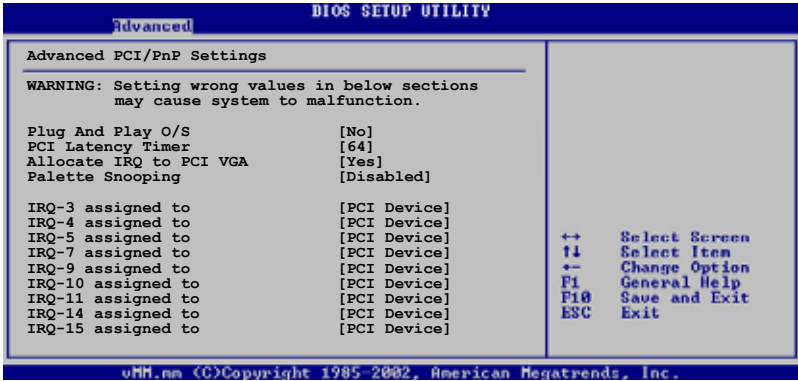 BIOS SETUP UTILITY
Advanced
Advanced PCI/PnP Settings
WARNING: Setting wrong values in below sections
may cause system to malfunction.
Plug And Play O/S [No]
PCI Latency Timer [64]
Allocate IRQ to PCI VGA [Yes]
Palette Snooping [Disabled]
IRQ-3 assigned to [PCI Device]
IRQ-4 assigned to [PCI Device]
IRQ-5 assigned to [PCI Device]
IRQ-7 assigned to [PCI Device]
IRQ-9 assigned to [PCI Device]
IRQ-10 assigned to [PCI Device]
IRQ-11 assigned to [PCI Device]
IRQ-14 assigned to [PCI Device]
IRQ-15 assigned to [PCI Device]
↔ Select Screen
↑↓ Select Item
+- Change Option
F1 General Help
F10 Save and Exit
ESC Exit
vMM.mm (C)Copyright 1985-2002, American Megatrends, Inc.